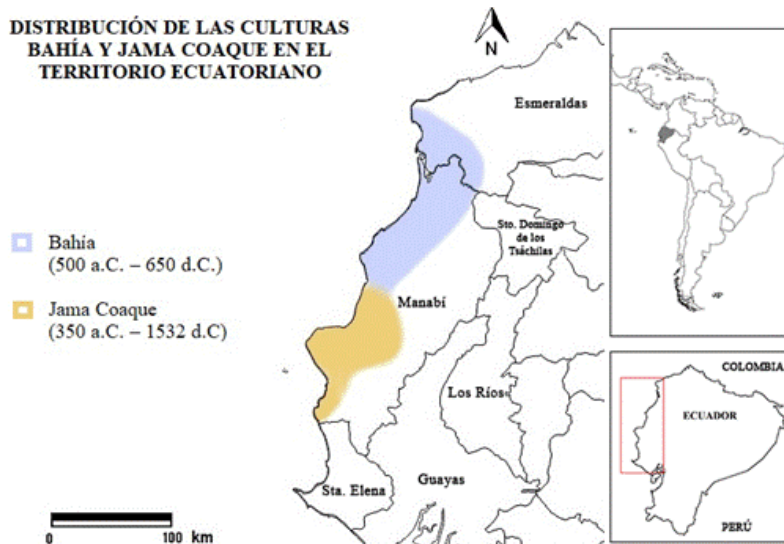 DISTRIBUCIÓN DE LAS CULTURAS
BAHÍA Y JAMA COAQUE EN EL
TERRITORIO ECUATORIANO
N
Esmeraldas
Sto. Domingo
de los
Tsáchilas
Bahía
(500 a.C. – 650 d.C.)
Jama Coaque
(350 a.C. – 1532 d.C)
Manabí
Los Ríos
Guayas
Sta. Elena
0 100 km
COLOMBIA
ECUADOR
PERÚ